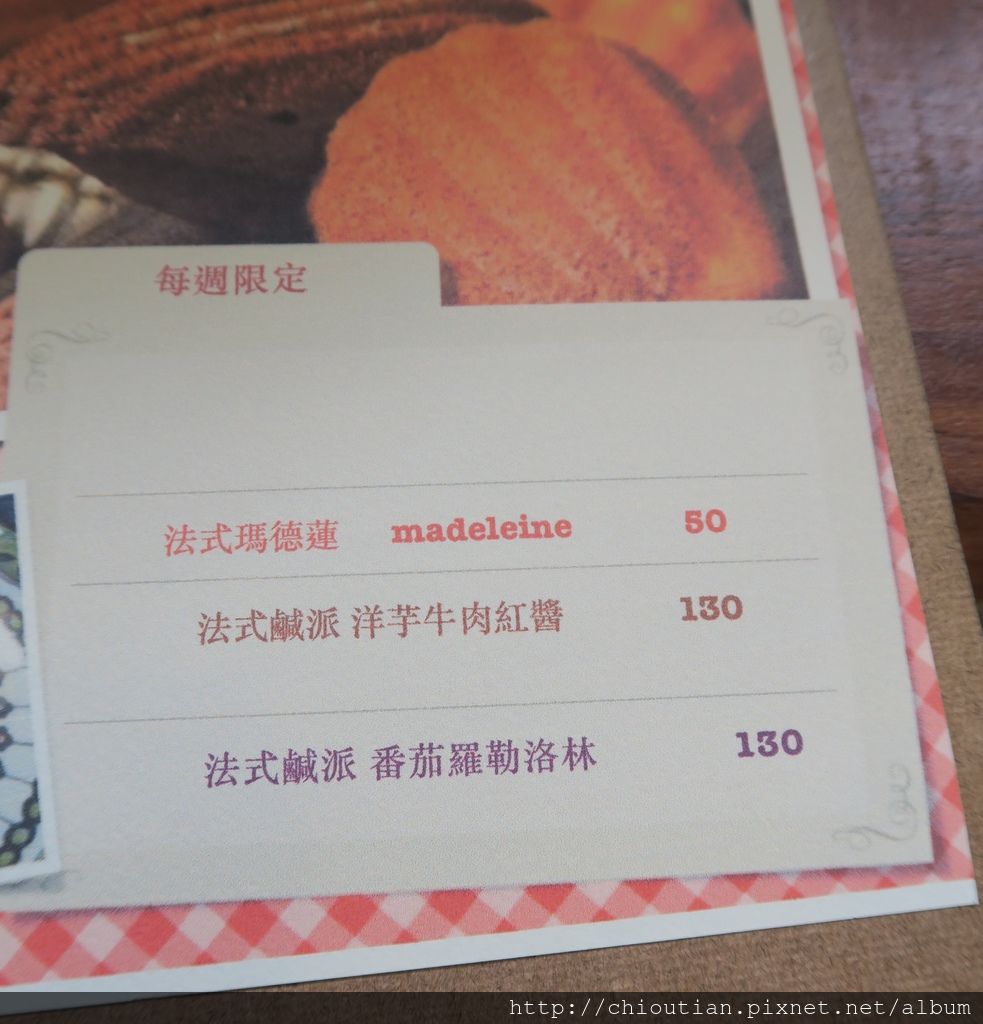 每週限定
法式瑪德蓮 madeleine 50
法式鹹派 洋芋牛肉紅醬 130
法式鹹派 番茄羅勒洛林 130
http://chioutian.pixnet.net/album